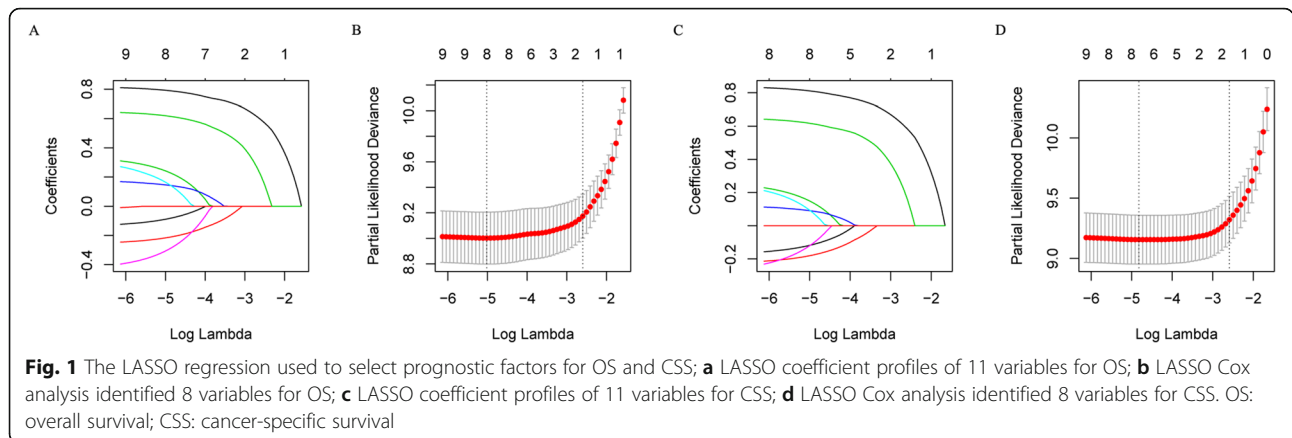 A
9 8 7 2 1
0.8
0.4
0.0
−0.4
Coefficients
−6 −5 −4 −3 −2
Log Lambda
B
9 9 8 8 6 3 2 1 1
10.0
9.6
9.2
8.8
Partial Likelihood Deviance
−6 −5 −4 −3 −2
Log Lambda
C
8 8 5 2 1
0.8
0.6
0.4
0.2
−0.2
Coefficients
−6 −5 −4 −3 −2
Log Lambda
D
9 8 8 6 5 2 2 1 0
10.0
9.5
9.0
Partial Likelihood Deviance
−6 −5 −4 −3 −2
Log Lambda
Fig. 1 The LASSO regression used to select prognostic factors for OS and CSS; a LASSO coefficient profiles of 11 variables for OS; b LASSO Cox
analysis identified 8 variables for OS; c LASSO coefficient profiles of 11 variables for CSS; d LASSO Cox analysis identified 8 variables for CSS. OS:
overall survival; CSS: cancer-specific survival